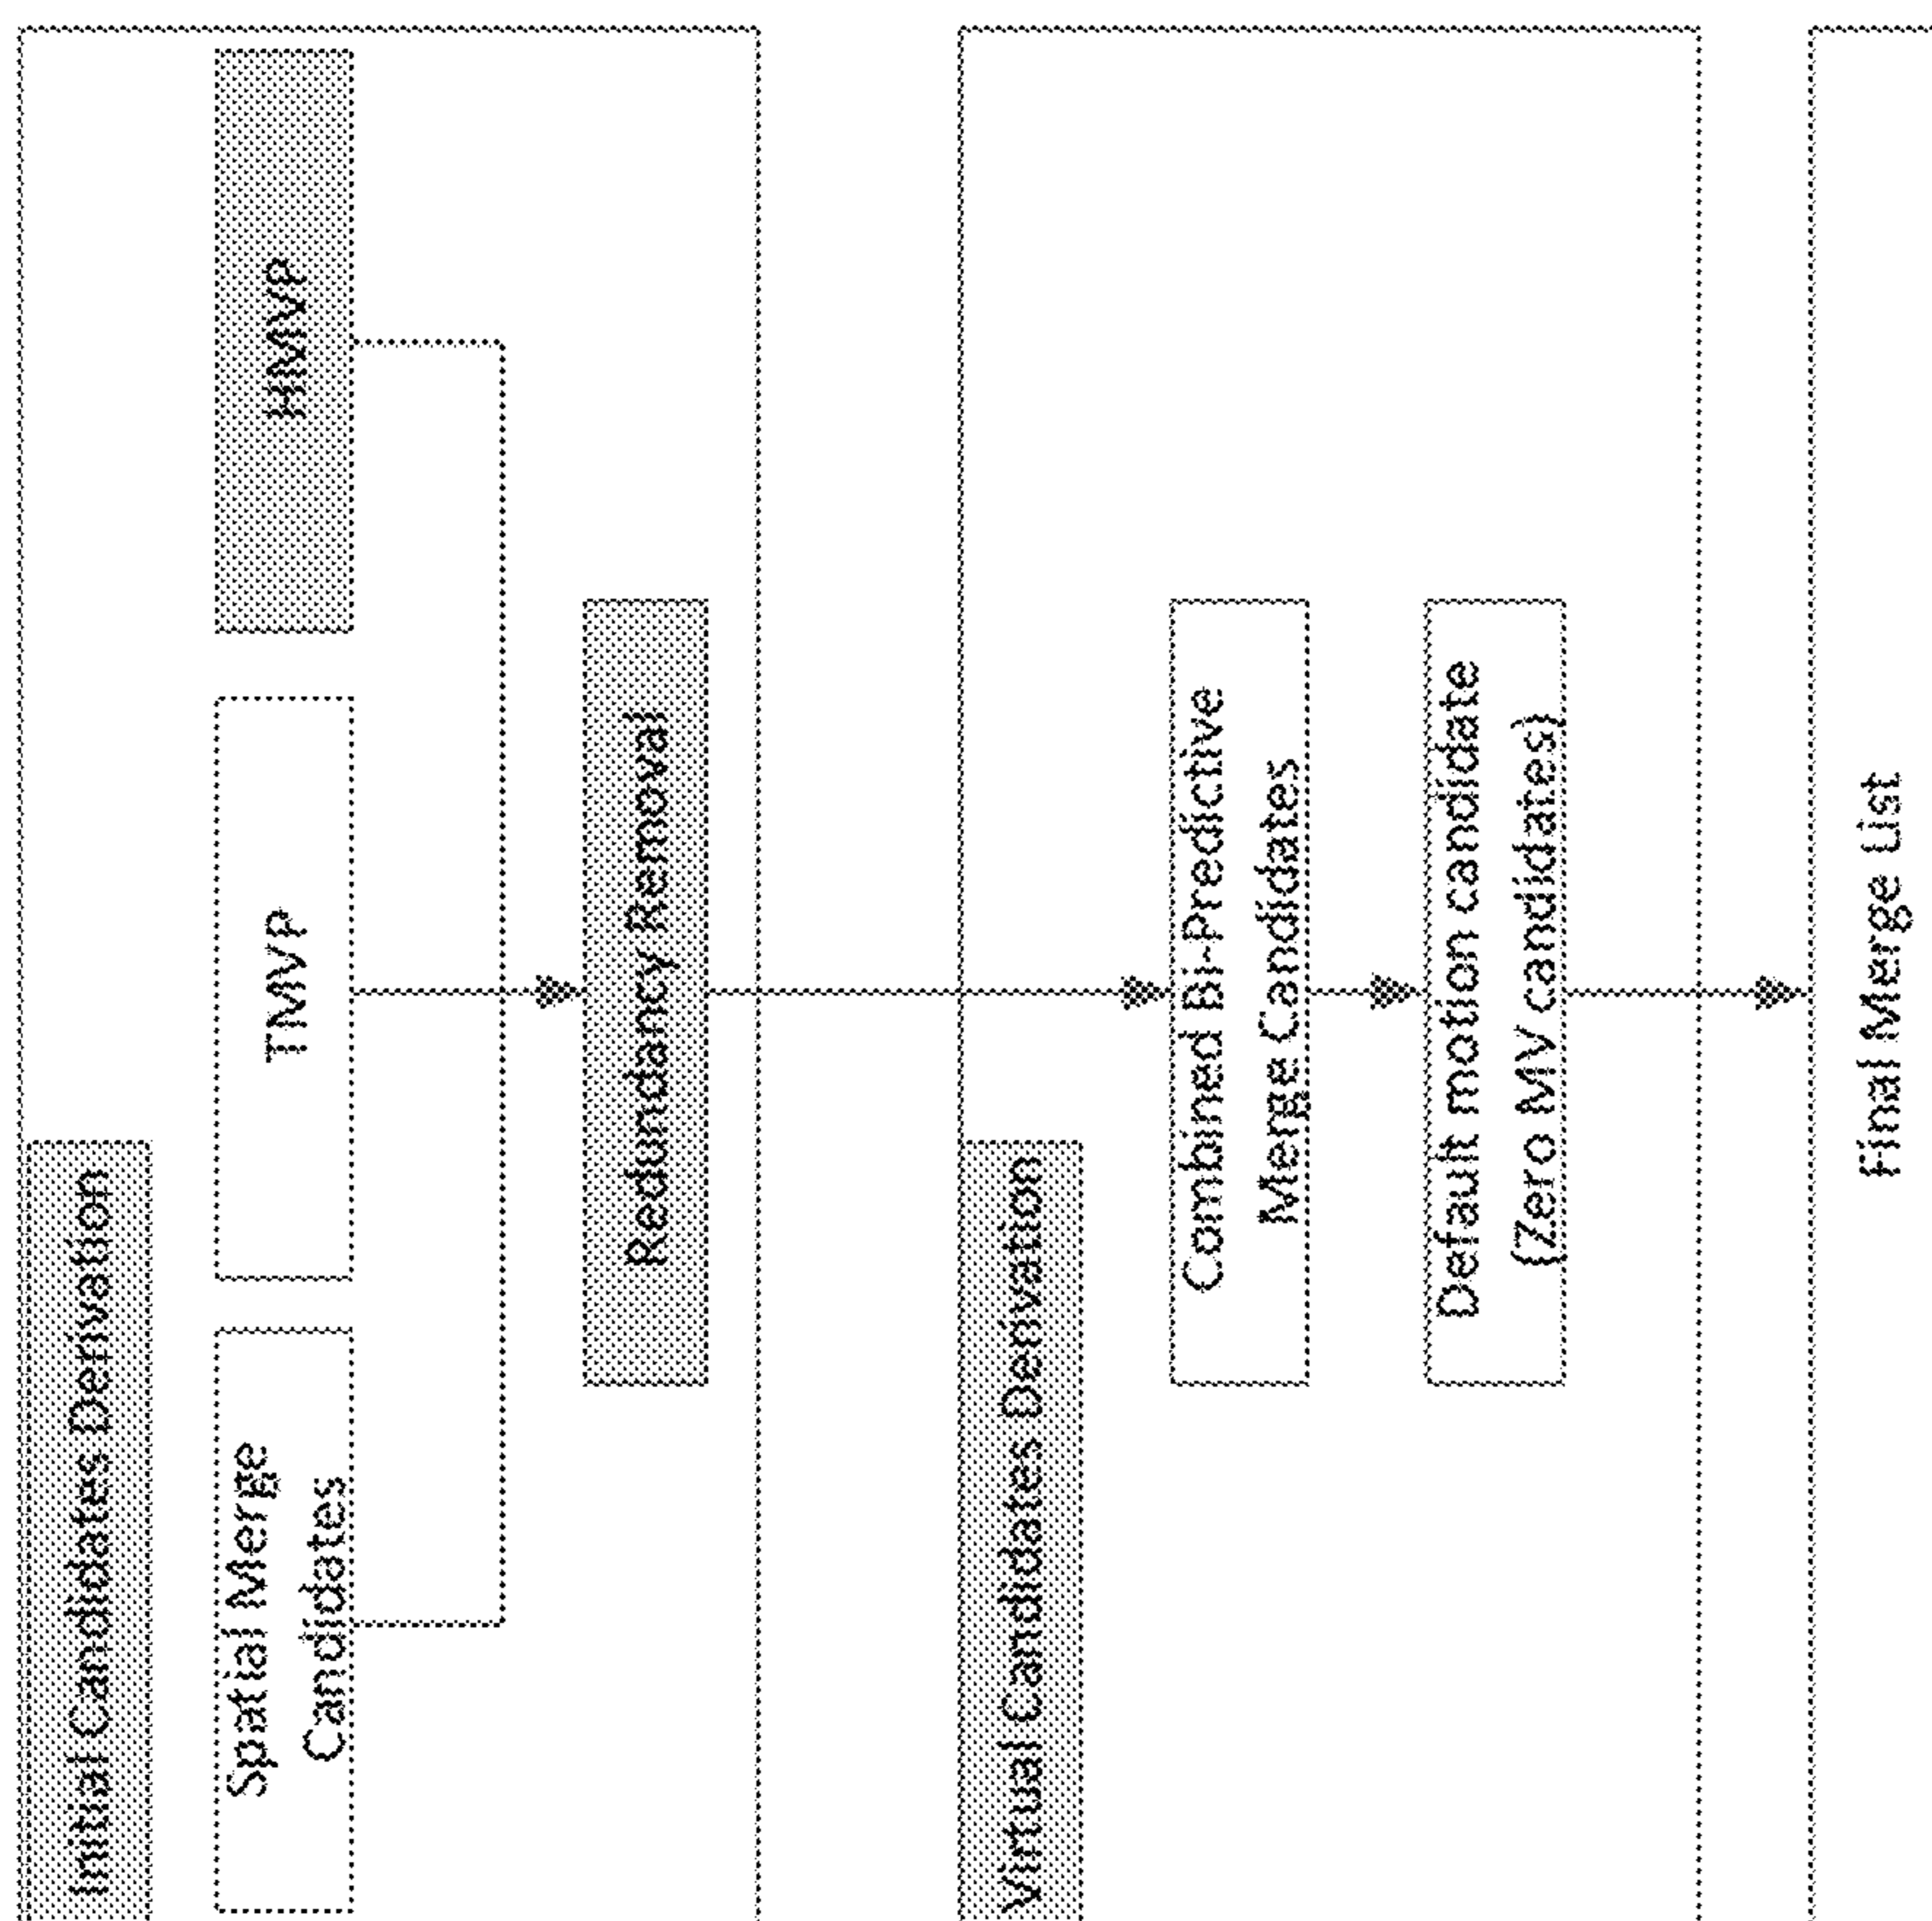 Initial Candidates Derivation
Spatial Merge
Candidates
TMVP
HMVP
Redundancy Removal
Virtual Candidates Derivation
Combined Bi-Predictive
Merge Candidates
Default motion candidate
(Zero MV candidates)
Final Merge List